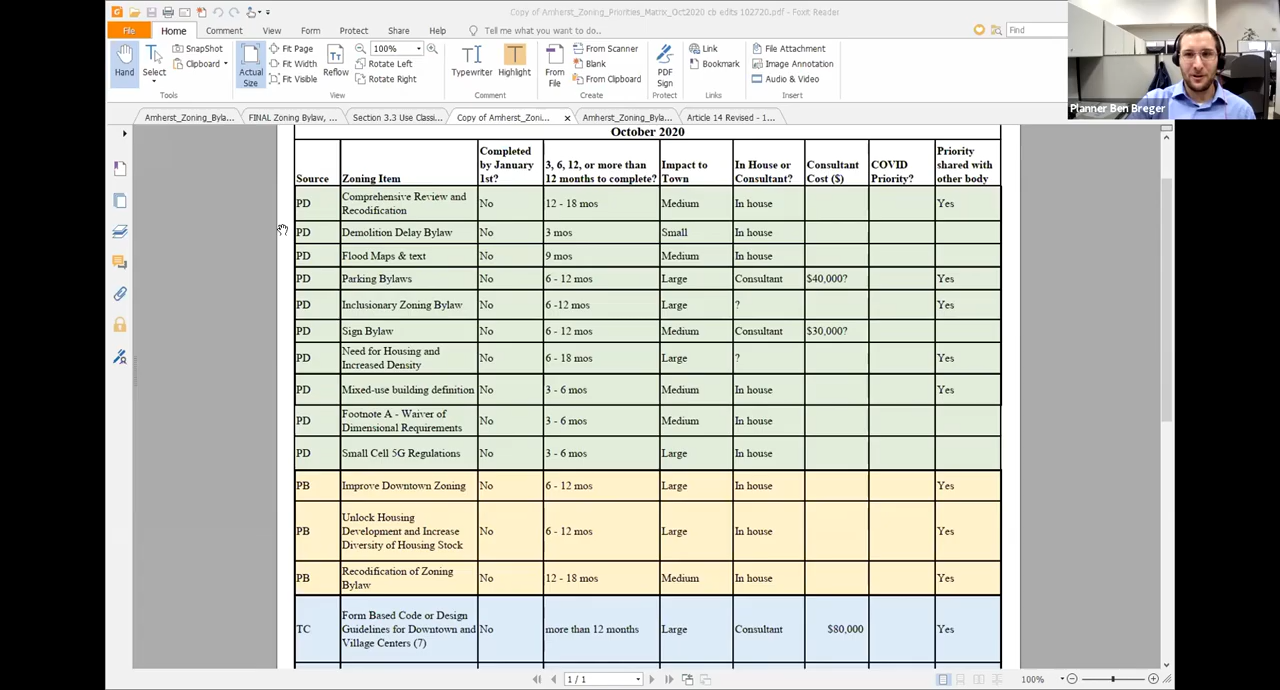 Copy of Amherst_Zoning_Priorities_Matrix_Oct2020 cb edits 102720.pdf - Foxit Reader
File Home Comment View Form Protect Share Help Tell me what you want to do.. Find
Hand Select SnapShot Clipboard Actual Size Fit Page Fit Width Fit Visible Reflow 100% Rotate Left Rotate Right Typewriter Highlight From File From Scanner Blank From Clipboard PDF Sign Link Bookmark File Attachment Image Annotation Audio & Video
Tools View Comment Create Protect Links Insert
Planner Ben Breger
Amherst_Zoning_Byla... FINAL Zoning Bylaw, ... Section 3.3 Use Classi... Copy of Amherst_Zoni... Amherst_Zoning_Byla... Article 14 Revised - 1...
October 2020
Source Zoning Item Completed by January 1st? 3, 6, 12, or more than 12 months to complete? Impact to Town In House or Consultant? Consultant Cost ($) COVID Priority? Priority shared with other body
PD Comprehensive Review and Recodification No 12 - 18 mos Medium In house Yes
PD Demolition Delay Bylaw No 3 mos Small In house
PD Flood Maps & text No 9 mos Medium In house
PD Parking Bylaws No 6 - 12 mos Large Consultant $40,000? Yes
PD Inclusionary Zoning Bylaw No 6 -12 mos Large ? Yes
PD Sign Bylaw No 6 - 12 mos Medium Consultant $30,000?
PD Need for Housing and Increased Density No 6 - 18 mos Large ? Yes
PD Mixed-use building definition No 3 - 6 mos Medium In house Yes
PD Footnote A - Waiver of Dimensional Requirements No 3 - 6 mos Medium In house
PD Small Cell 5G Regulations No 3 - 6 mos Large In house
PB Improve Downtown Zoning No 6 - 12 mos Large In house Yes
PB Unlock Housing Development and Increase Diversity of Housing Stock No 6 - 12 mos Large In house Yes
PB Recodification of Zoning Bylaw No 12 - 18 mos Medium In house Yes
TC Form Based Code or Design Guidelines for Downtown and Village Centers (7) No more than 12 months Large Consultant $80,000 Yes
1 / 1 100%